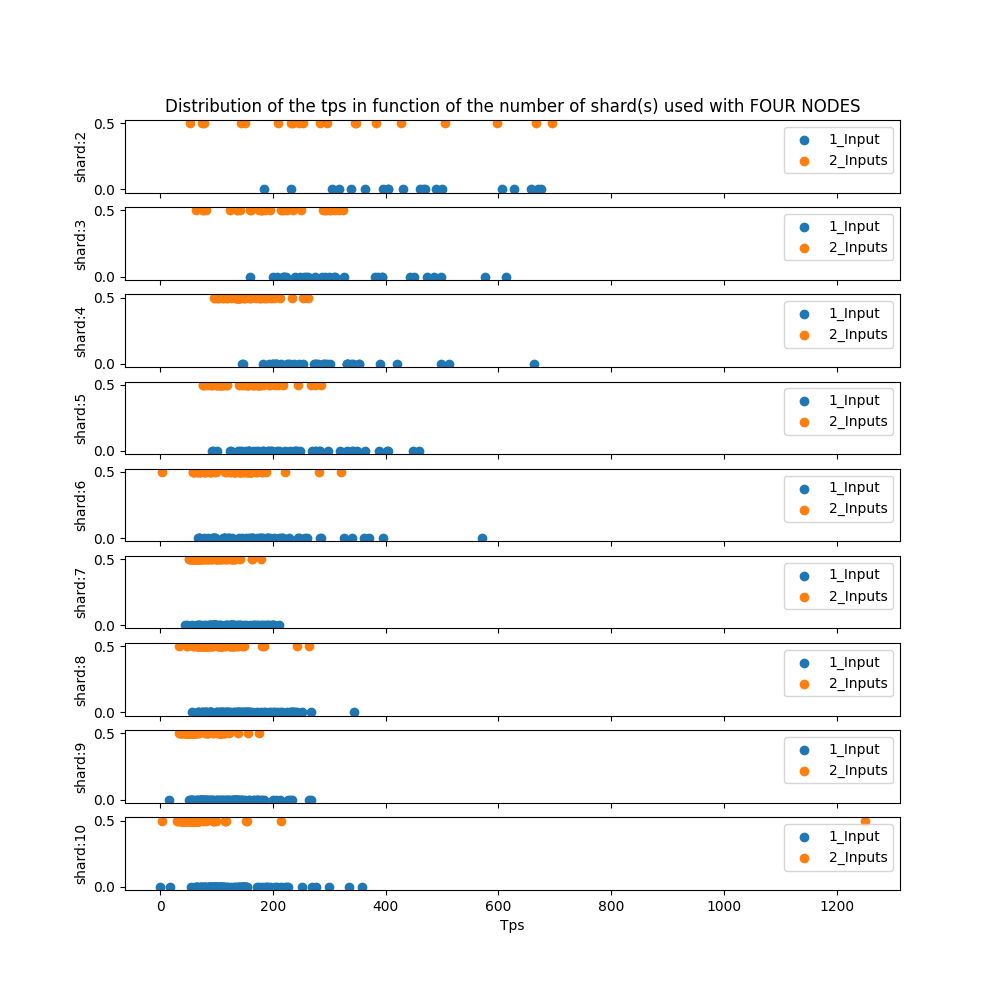 Distribution of the tps in function of the number of shard(s) used with FOUR NODES
shard:2
0.5
0.0
1_Input
2_Inputs
shard:3
0.5
0.0
1_Input
2_Inputs
shard:4
0.5
0.0
1_Input
2_Inputs
shard:5
0.5
0.0
1_Input
2_Inputs
shard:6
0.5
0.0
1_Input
2_Inputs
shard:7
0.5
0.0
1_Input
2_Inputs
shard:8
0.5
0.0
1_Input
2_Inputs
shard:9
0.5
0.0
1_Input
2_Inputs
shard:10
0.5
0.0
1_Input
2_Inputs
0 200 400 600 800 1000 1200
Tps